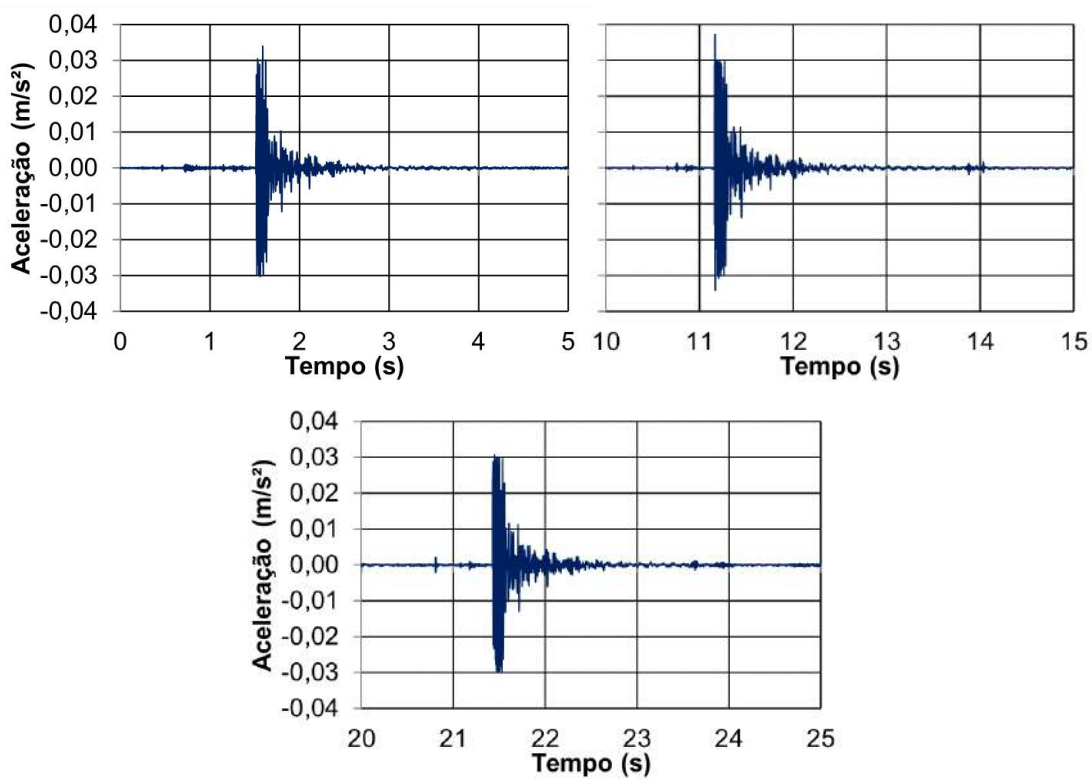 Aceleração (m/s²)
0,04
0,03
0,02
0,01
0,00
-0,01
-0,02
-0,03
-0,04
0 1 2 3 4 5
Tempo (s)
10 11 12 13 14 15
Tempo (s)
Aceleração (m/s²)
0,04
0,03
0,02
0,01
0,00
-0,01
-0,02
-0,03
-0,04
20 21 22 23 24 25
Tempo (s)